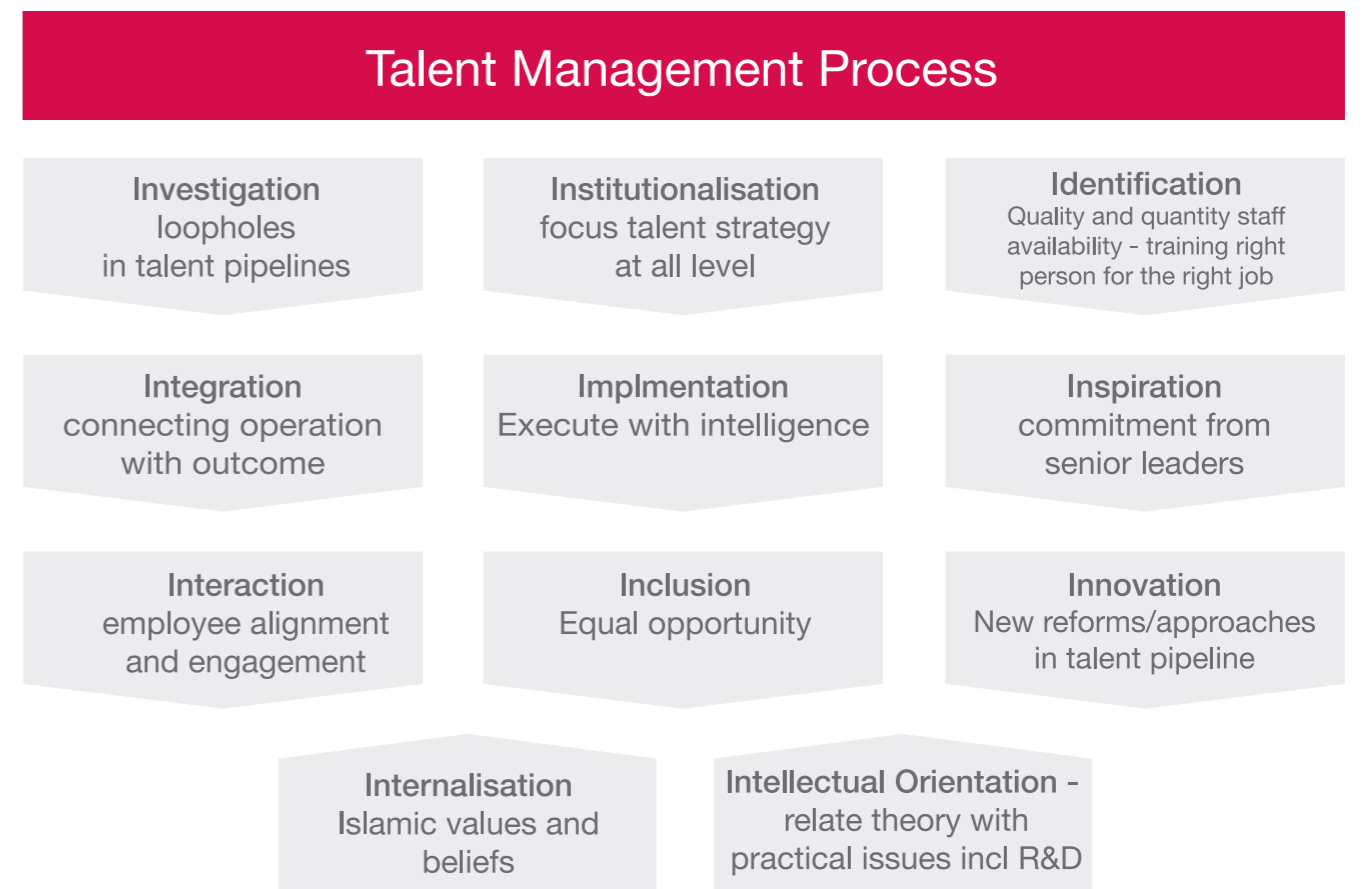 Talent Management Process
Investigation
loopholes
in talent pipelines
Institutionalisation
focus talent strategy
at all level
Identification
Quality and quantity staff
availability - training right
person for the right job
Integration
connecting operation
with outcome
Implmentation
Execute with intelligence
Inspiration
commitment from
senior leaders
Interaction
employee alignment
and engagement
Inclusion
Equal opportunity
Innovation
New reforms/approaches
in talent pipeline
Internalisation
Islamic values and
beliefs
Intellectual Orientation -
relate theory with
practical issues incl R&D